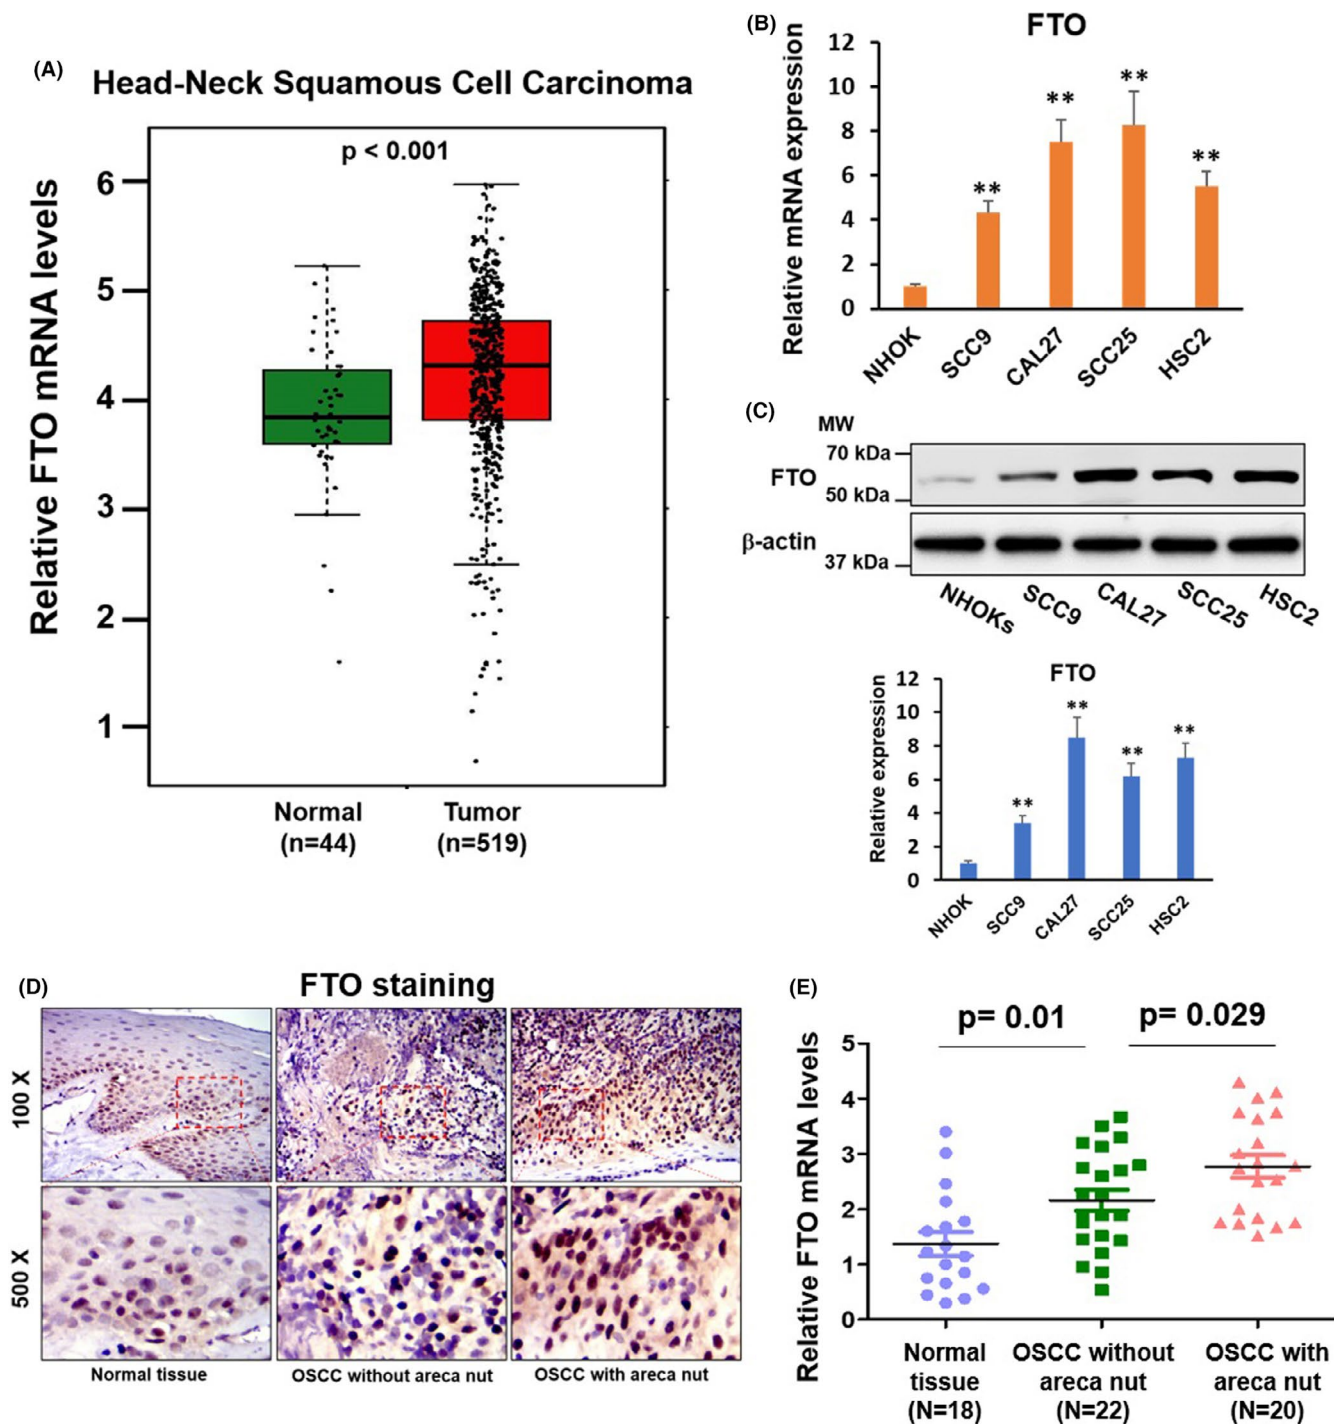 (A)
Head-Neck Squamous Cell Carcinoma
p < 0.001
Relative FTO mRNA levels
6
5
4
3
2
1
Normal
(n=44)
Tumor
(n=519)
(B)
FTO
Relative mRNA expression
12
10
8
6
4
2
0
**
**
**
**
NHOK
SCC9
CAL27
SCC25
HSC2
(C)
MW
70 kDa
FTO
50 kDa
β-actin
37 kDa
NHOKs
SCC9
CAL27
SCC25
HSC2
FTO
Relative expression
12
10
8
6
4
2
0
**
**
**
**
NHOK
SCC9
CAL27
SCC25
HSC2
(D)
FTO staining
100 X
500 X
Normal tissue
OSCC without areca nut
OSCC with areca nut
(E)
p= 0.01
p= 0.029
Relative FTO mRNA levels
5
4
3
2
1
0
Normal
tissue
(N=18)
OSCC without
areca nut
(N=22)
OSCC with
areca nut
(N=20)